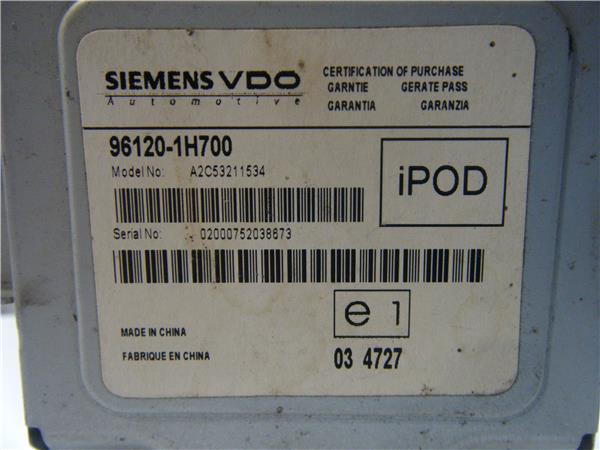 SIEMENS VDO
Automotive
CERTIFICATION OF PURCHASE
GARNTIE GERATE PASS
GARANTIA GARANZIA
96120-1H700
Model No: A2C53211534
iPOD
Serial No: 02000752038673
e 1
MADE IN CHINA
FABRIQUE EN CHINA
03 4727